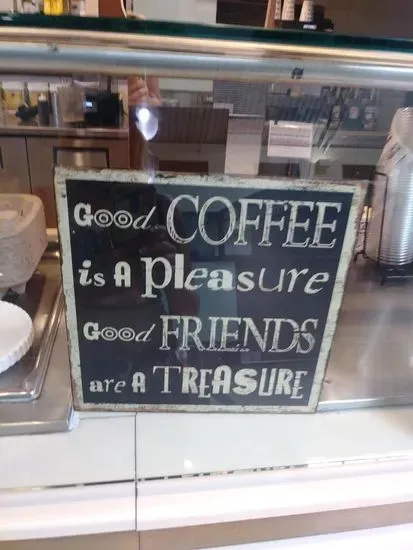 Good COFFEE
is A pleasure
Good FRIENDS
are A TREASURE